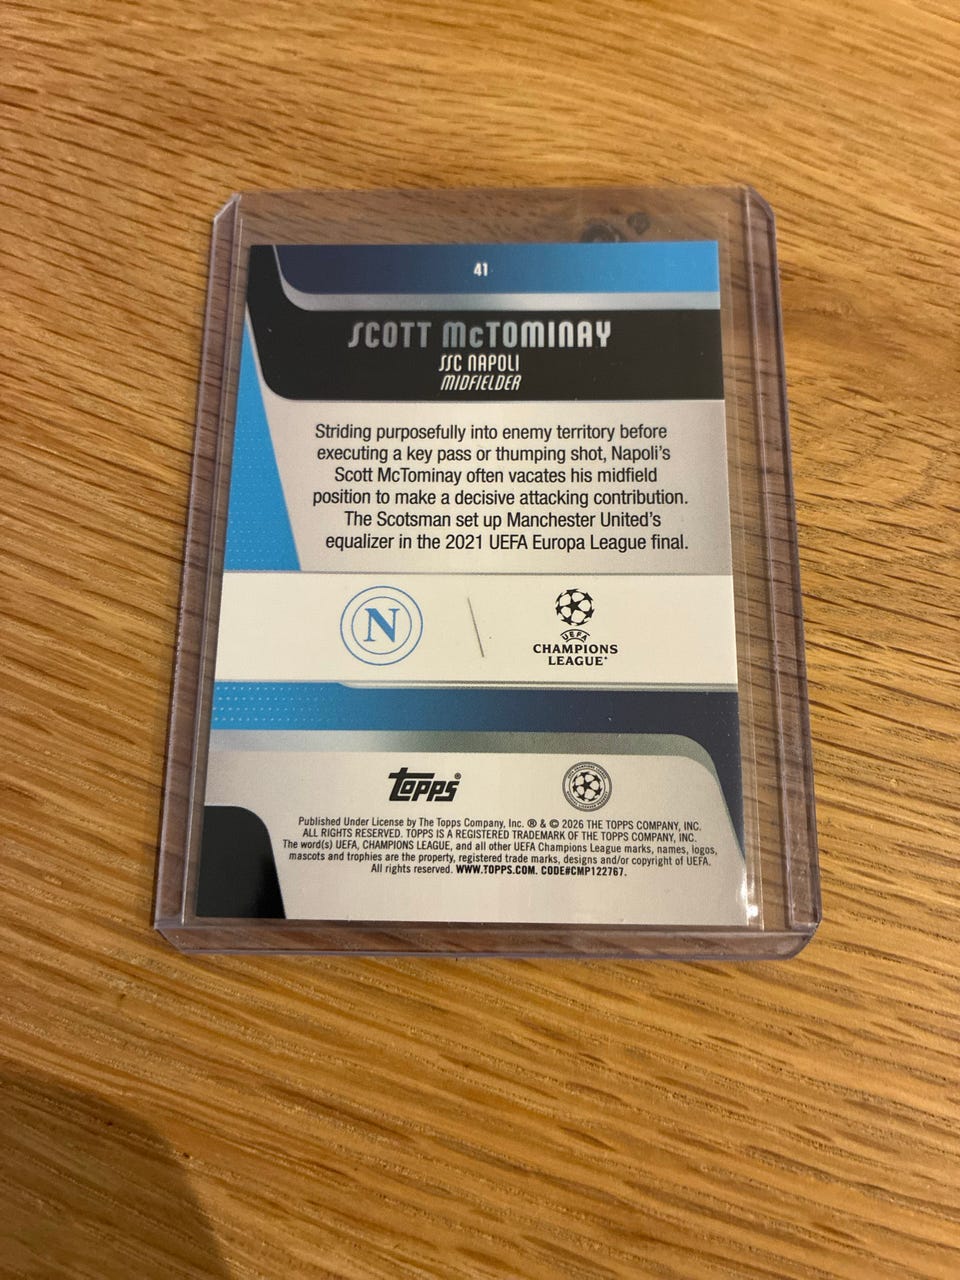 41
SCOTT McTOMINAY
SSC NAPOLI
MIDFIELDER
Striding purposefully into enemy territory before
executing a key pass or thumping shot, Napoli's
Scott McTominay often vacates his midfield
position to make a decisive attacking contribution.
The Scotsman set up Manchester United's
equalizer in the 2021 UEFA Europa League final.
N
UEFA
CHAMPIONS
LEAGUE
Topps®
Published Under License by The Topps Company, Inc. ® & © 2026 THE TOPPS COMPANY, INC.
ALL RIGHTS RESERVED. TOPPS IS A REGISTERED TRADEMARK OF THE TOPPS COMPANY, INC.
The word(s) UEFA, CHAMPIONS LEAGUE, and all other UEFA Champions League marks, names, logos,
mascots and trophies are the property, registered trade marks, designs and/or copyright of UEFA.
All rights reserved. WWW.TOPPS.COM. CODE#CMP122767.